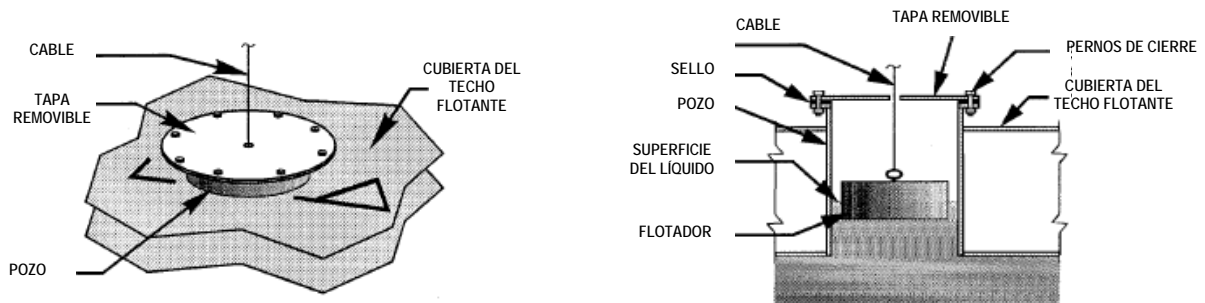 CABLE
TAPA
REMOVIBLE
CUBIERTA DEL
TECHO
FLOTANTE
POZO
CABLE
TAPA REMOVIBLE
PERNOS DE CIERRE
SELLO
CUBIERTA DEL
TECHO FLOTANTE
POZO
SUPERFICIE
DEL LÍQUIDO
FLOTADOR